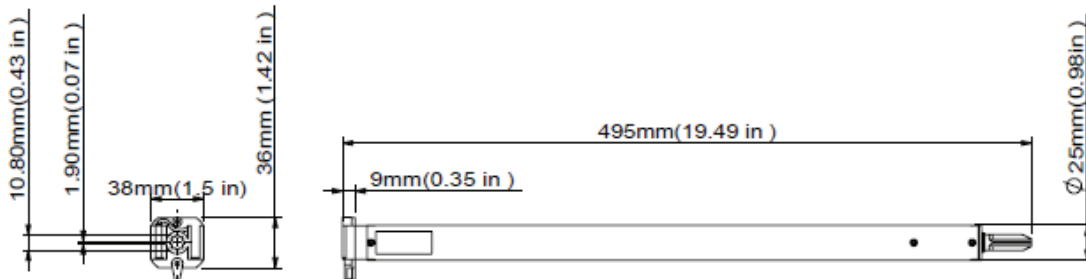 10.80mm(0.43 in )
1.90mm(0.07 in )
38mm(1.5 in)
36mm (1.42 in )
495mm(19.49 in )
9mm(0.35 in )
∅25mm(0.98in)